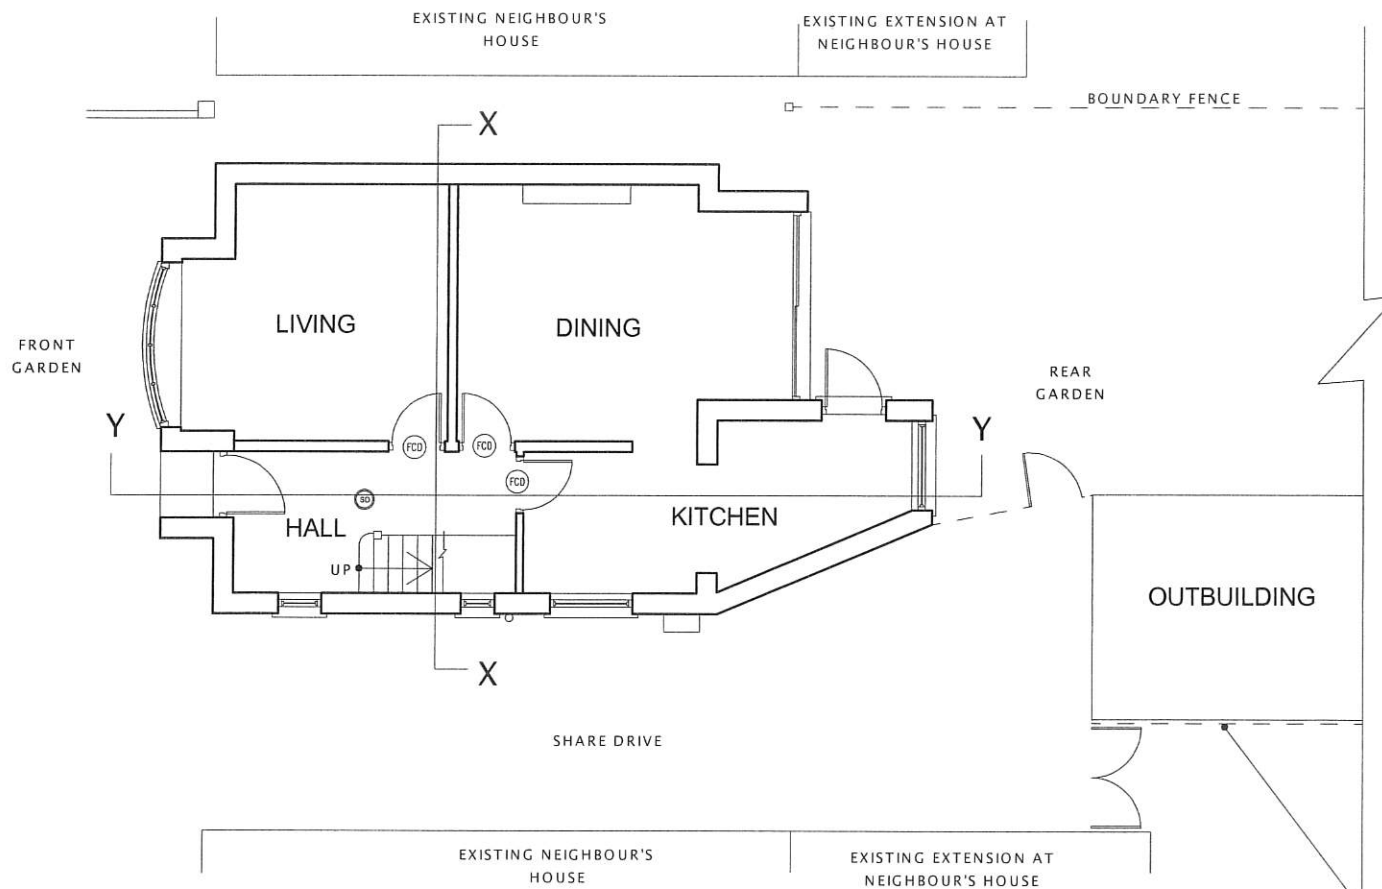 EXISTING NEIGHBOUR'S
HOUSE
EXISTING EXTENSION AT
NEIGHBOUR'S HOUSE
BOUNDARY FENCE
X
LIVING
DINING
FRONT
GARDEN
REAR
GARDEN
Y
Y
FCD
FCD
FCD
SD
HALL
KITCHEN
UP
OUTBUILDING
X
SHARE DRIVE
EXISTING NEIGHBOUR'S
HOUSE
EXISTING EXTENSION AT
NEIGHBOUR'S HOUSE